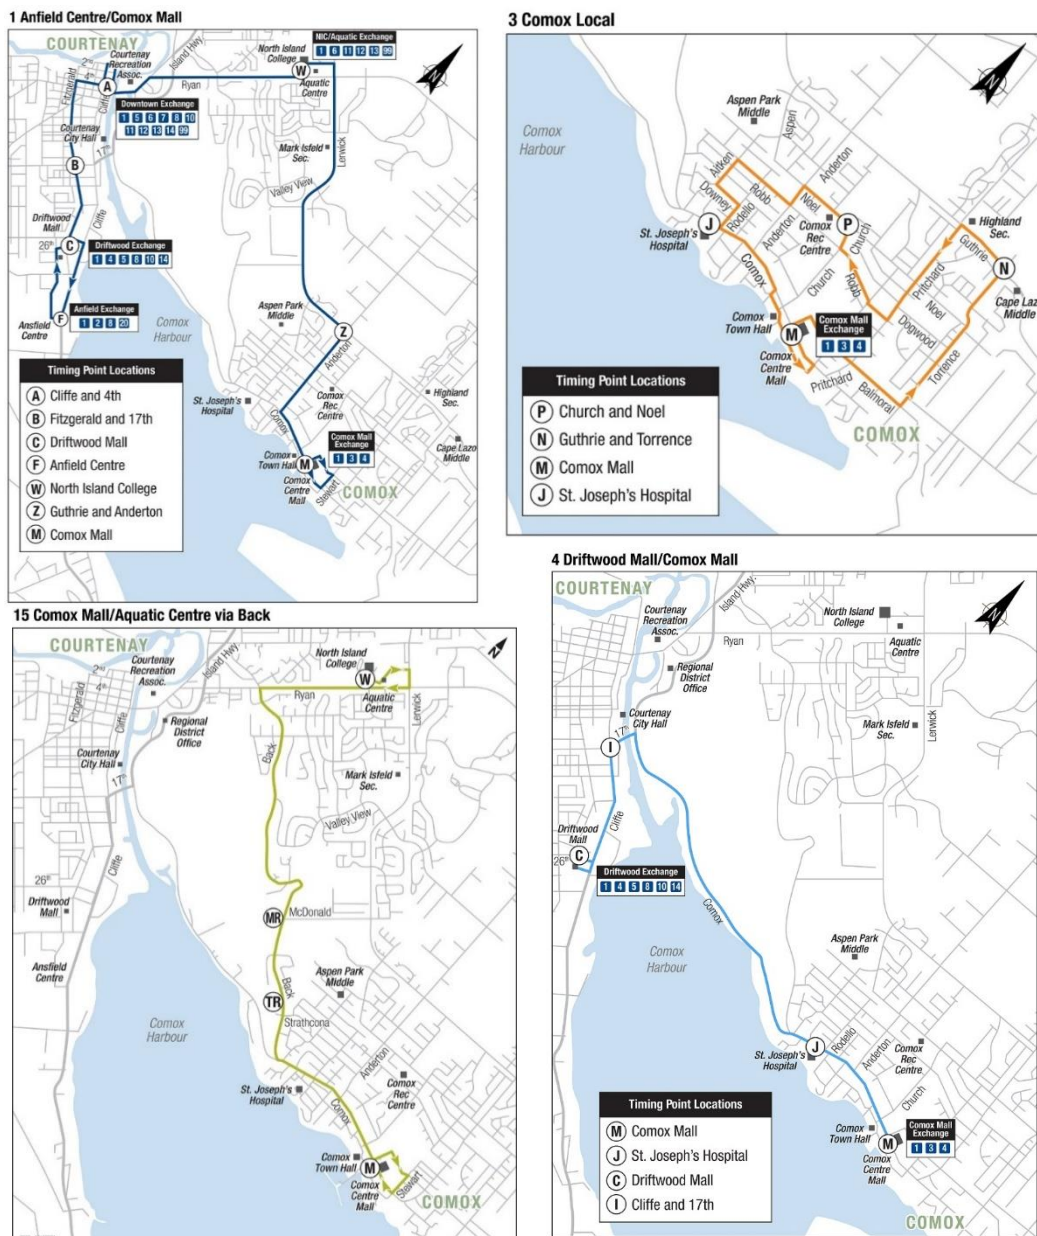 1 Anfield Centre/Comox Mall
COURTENAY
2nd
4th
Fitzgerald
Cliffe
Courtenay
Recreation
Assoc.
Island Hwy.
Ryan
North Island
College
W
NIC/Aquatic Exchange
1 6 11 12 13 99
Aquatic
Centre
A
Downtown Exchange
1 5 6 7 8 10
11 12 13 14 99
Courtenay
City Hall
17th
B
Mark Isfeld
Sec.
Lerwick
Valley View
Driftwood
Mall
Cliffe
26th
C
Driftwood Exchange
1 4 5 8 10 14
Ansfield
Centre
F
Anfield Exchange
1 2 8 20
Comox
Harbour
Aspen Park
Middle
Z
Anderton
St. Joseph's
Hospital
Comox
Comox
Rec
Centre
Highland
Sec.
Cape Lazo
Middle
Comox Mall
Exchange
1 3 4
Comox
Town Hall
M
Comox
Centre
Mall
Stewart
COMOX
Timing Point Locations
A Cliffe and 4th
B Fitzgerald and 17th
C Driftwood Mall
F Anfield Centre
W North Island College
Z Guthrie and Anderton
M Comox Mall
N
3 Comox Local
N
Comox
Harbour
Aspen Park
Middle
Aspen
Aitken
Anderton
Downey
Robb
Rodello
Noel
J
St. Joseph's
Hospital
Anderton
Comox
Rec Centre
P
Church
Highland
Sec.
Guthrie
N
Cape Lazo
Middle
Comox
Church
Robb
Pritchard
Noel
Dogwood
Torrence
Comox
Town Hall
M
Comox Mall
Exchange
1 3 4
Comox
Centre
Mall
Pritchard
Balmoral
COMOX
Timing Point Locations
P Church and Noel
N Guthrie and Torrence
M Comox Mall
J St. Joseph's Hospital
15 Comox Mall/Aquatic Centre via Back
COURTENAY
N
2nd
4th
Fitzgerald
Cliffe
Courtenay
Recreation
Assoc.
Island Hwy
Regional
District
Office
North Island
College
W
Ryan
Aquatic
Centre
Lerwick
Courtenay
City Hall
17th
Back
Mark Isfeld
Sec.
Valley View
Cliffe
26th
Driftwood
Mall
MR
McDonald
Ansfield
Centre
Back
Aspen Park
Middle
TR
Strathcona
Comox
Harbour
Anderton
St. Joseph's
Hospital
Comox
Comox
Rec
Centre
Comox
Town Hall
M
Comox
Centre
Mall
Stewart
COMOX
4 Driftwood Mall/Comox Mall
COURTENAY
Island Hwy.
N
Courtenay
Recreation
Assoc.
North Island
College
Ryan
Aquatic
Centre
Regional
District
Office
Courtenay
City Hall
17th
I
Mark Isfeld
Sec.
Lerwick
Cliffe
Driftwood
Mall
26th
C
Driftwood Exchange
1 4 5 8 10 14
Comox
Comox
Harbour
Aspen Park
Middle
J
St. Joseph's
Hospital
Rodello
Anderton
Comox
Rec
Centre
Church
Comox
Town Hall
M
Comox Mall
Exchange
1 3 4
Comox
Centre
Mall
COMOX
Timing Point Locations
M Comox Mall
J St. Joseph's Hospital
C Driftwood Mall
I Cliffe and 17th